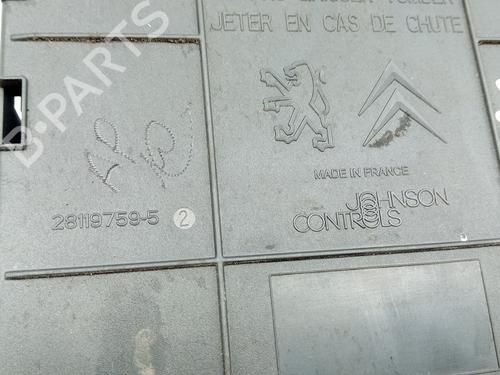 JETER EN CAS DE CHUTE
MADE IN FRANCE
JOHNSON
CONTROLS
28119759-5 2
B-PARTS